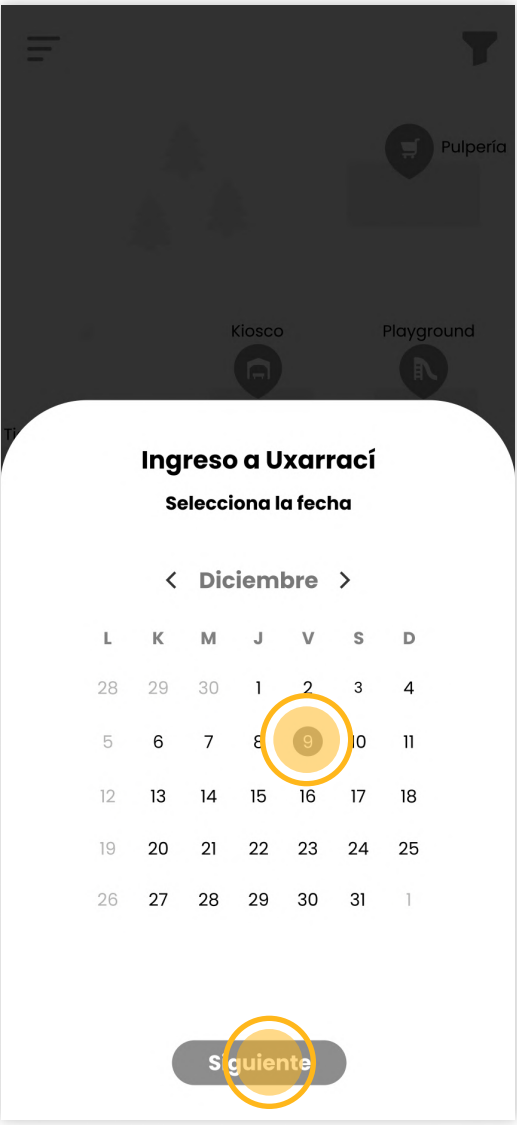 Pulpería
Kiosco
Playground
Ingreso a Uxarrací
Selecciona la fecha
Diciembre
L K M J V S D
28 29 30 1 2 3 4
5 6 7 8 9 10 11
12 13 14 15 16 17 18
19 20 21 22 23 24 25
26 27 28 29 30 31 1
Siguiente